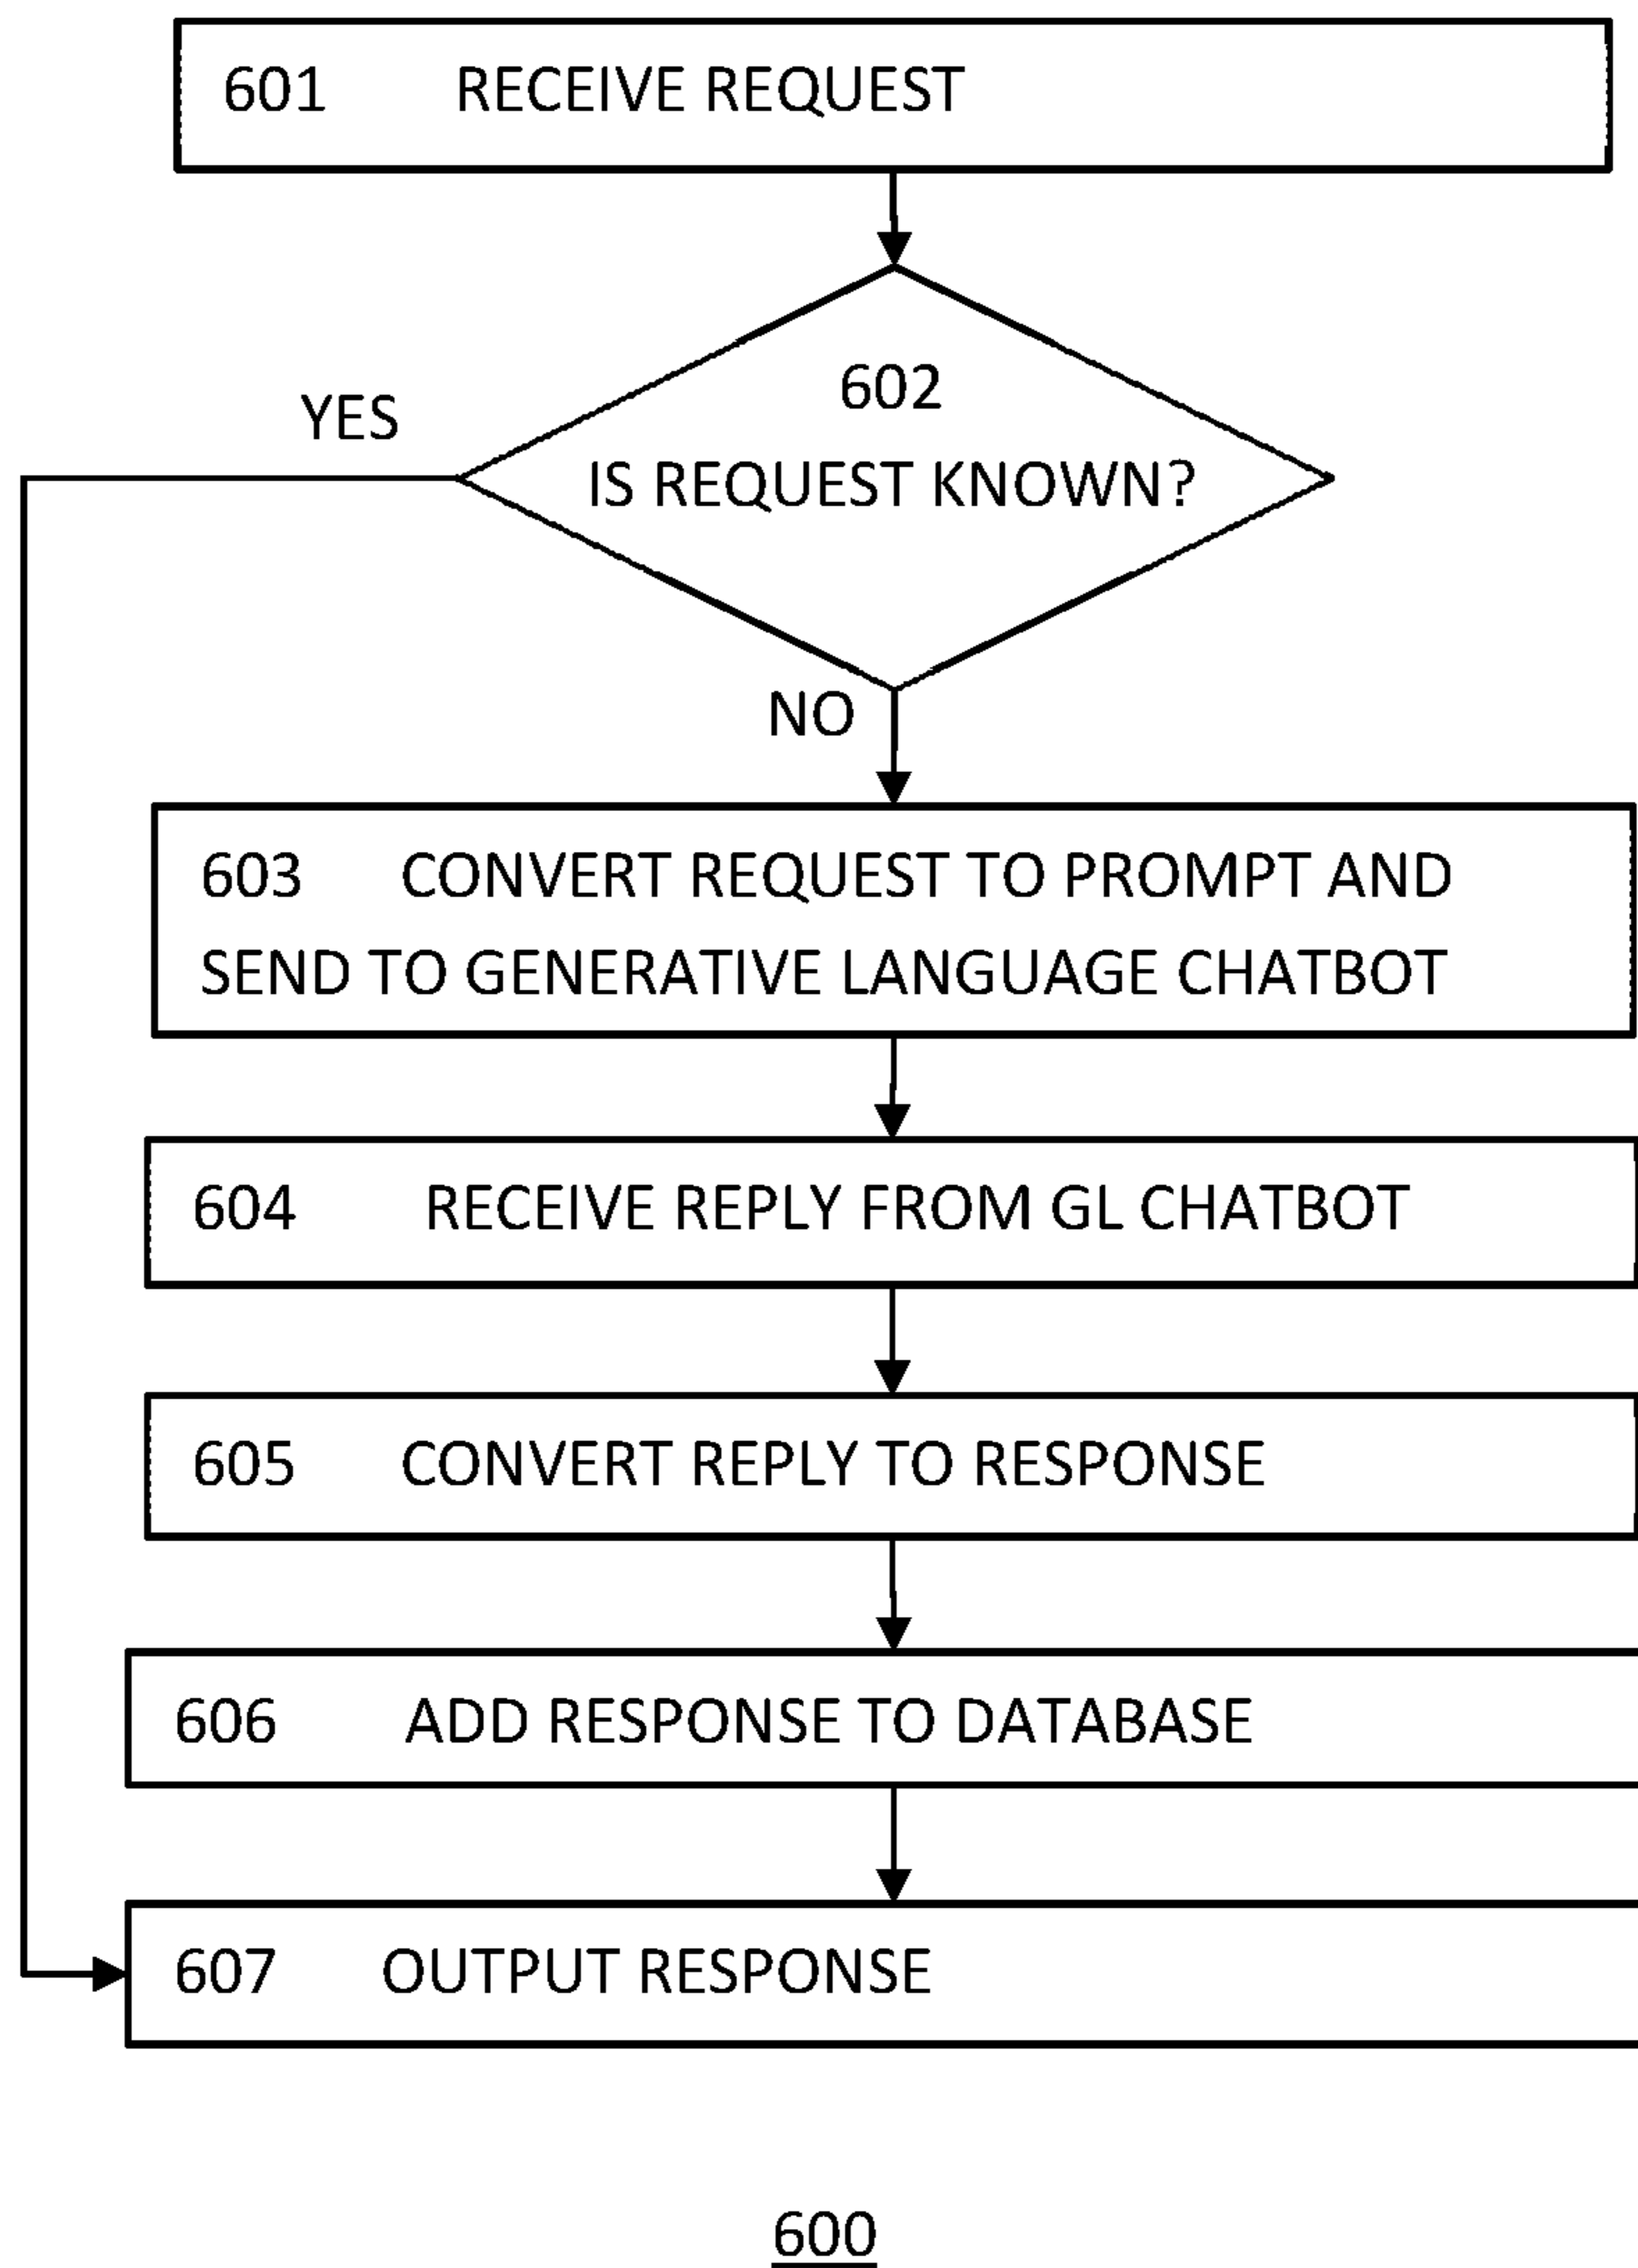 601 RECEIVE REQUEST
602
IS REQUEST KNOWN?
YES
NO
603 CONVERT REQUEST TO PROMPT AND
SEND TO GENERATIVE LANGUAGE CHATBOT
604 RECEIVE REPLY FROM GL CHATBOT
605 CONVERT REPLY TO RESPONSE
606 ADD RESPONSE TO DATABASE
607 OUTPUT RESPONSE
600